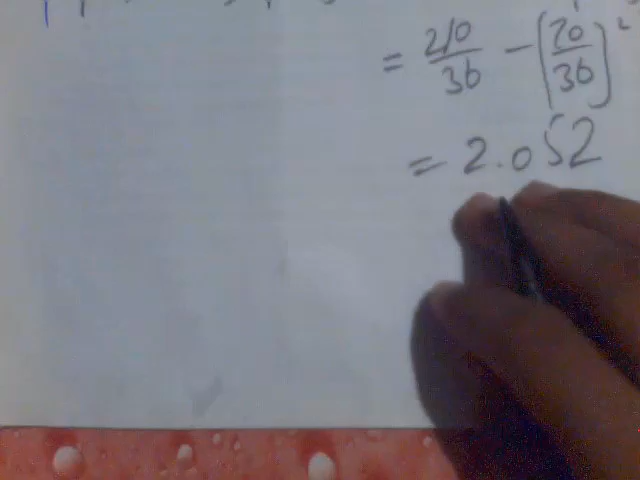 = 210/36 - (70/36)²
= 2.052